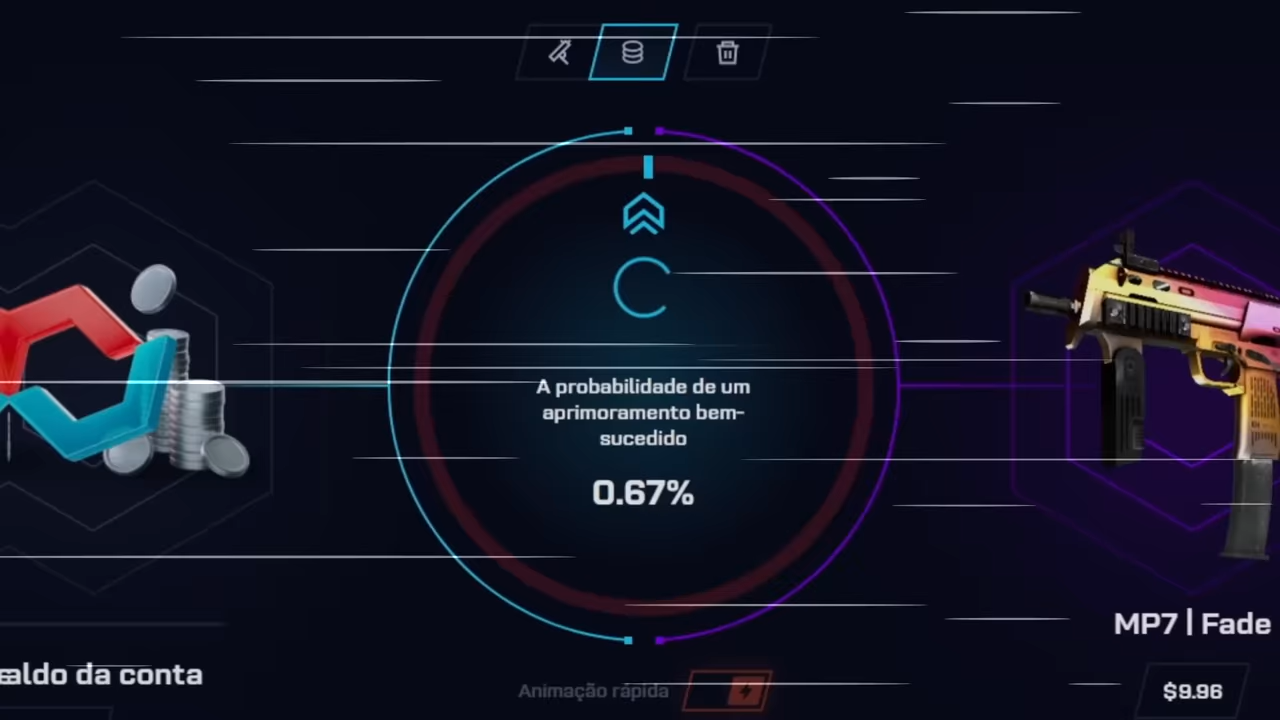 A probabilidade de um
aprimoramento bem-
sucedido
0.67%
MP7 | Fade
aldo da conta
Animação rápida
$9.96